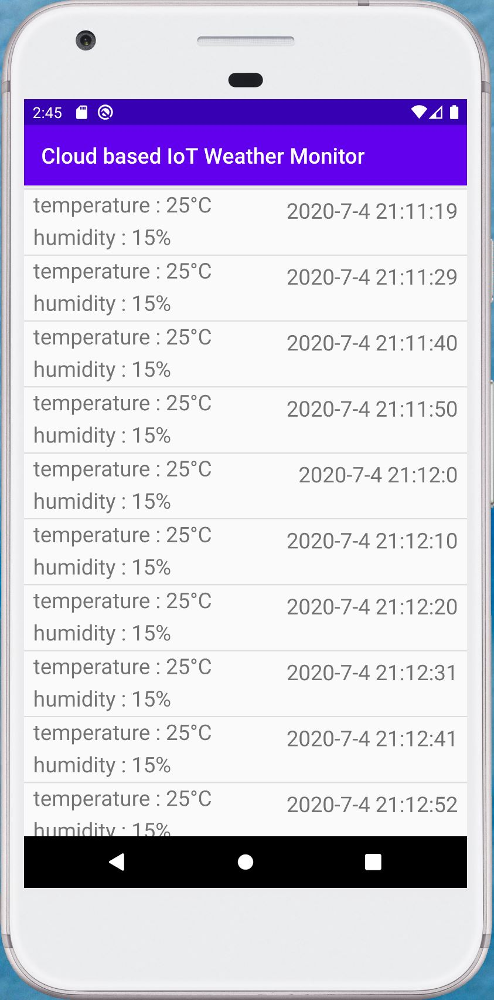 2:45
Cloud based IoT Weather Monitor
temperature : 25°C
2020-7-4 21:11:19
humidity : 15%
temperature : 25°C
2020-7-4 21:11:29
humidity : 15%
temperature : 25°C
2020-7-4 21:11:40
humidity : 15%
temperature : 25°C
2020-7-4 21:11:50
humidity : 15%
temperature : 25°C
2020-7-4 21:12:0
humidity : 15%
temperature : 25°C
2020-7-4 21:12:10
humidity : 15%
temperature : 25°C
2020-7-4 21:12:20
humidity : 15%
temperature : 25°C
2020-7-4 21:12:31
humidity : 15%
temperature : 25°C
2020-7-4 21:12:41
humidity : 15%
temperature : 25°C
2020-7-4 21:12:52
humidity : 15%